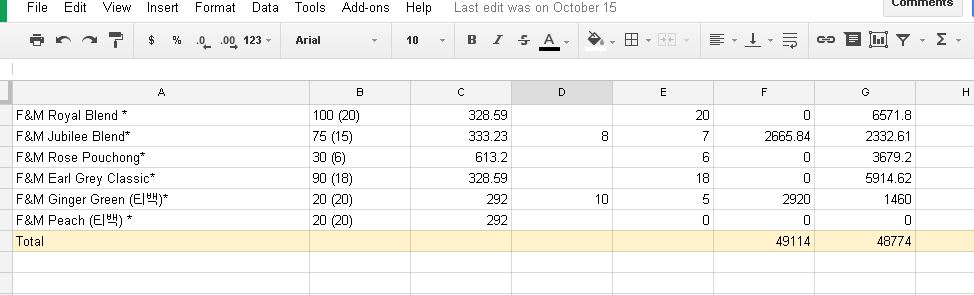 File Edit View Insert Format Data Tools Add-ons Help Last edit was on October 15 Comments
$ % .0 .00 123 Arial 10 B I S A Σ
A B C D E F G H
F&M Royal Blend * 100 (20) 328.59 20 0 6571.8
F&M Jubilee Blend* 75 (15) 333.23 8 7 2665.84 2332.61
F&M Rose Pouchong* 30 (6) 613.2 6 0 3679.2
F&M Earl Grey Classic* 90 (18) 328.59 18 0 5914.62
F&M Ginger Green (티백)* 20 (20) 292 10 5 2920 1460
F&M Peach (티백) * 20 (20) 292 0 0 0
Total 49114 48774